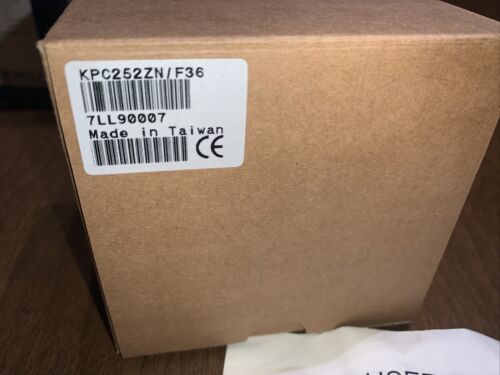 KPC252ZN/F36
7LL90007
Made in Taiwan
CE